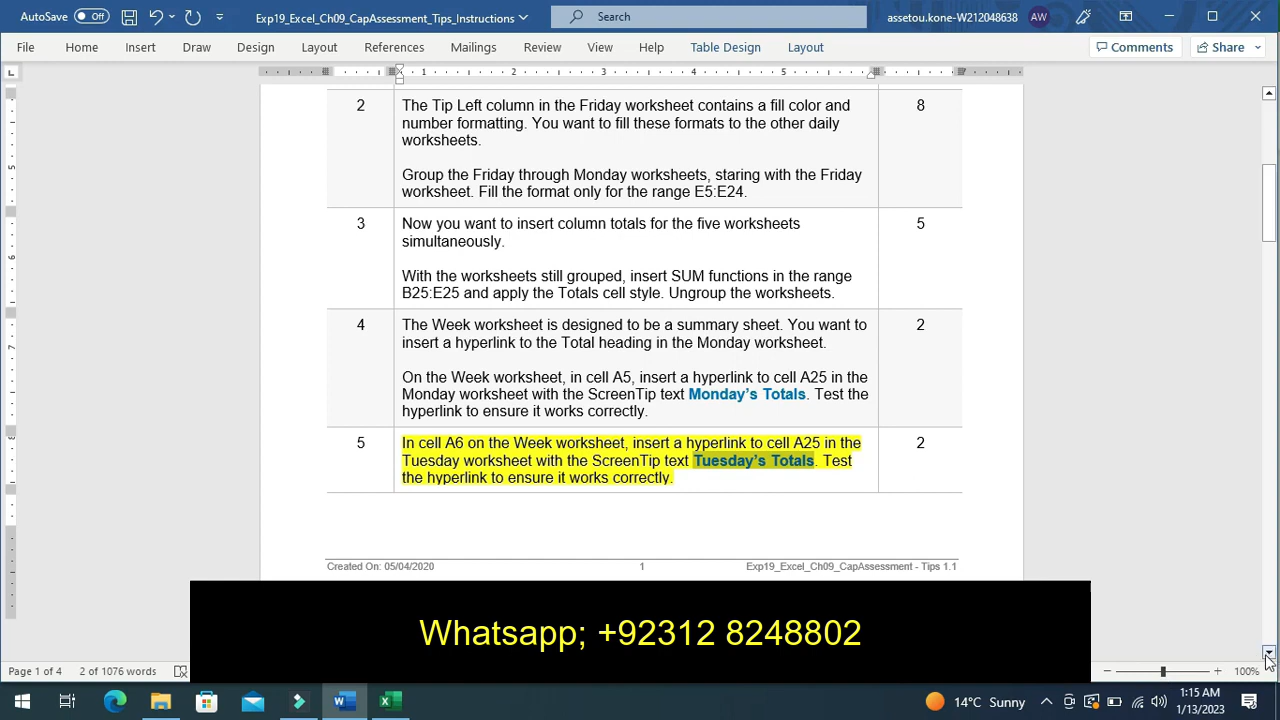 AutoSave Off Exp19_Excel_Ch09_CapAssessment_Tips_Instructions Search assetou.kone-W212048638 AW
File Home Insert Draw Design Layout References Mailings Review View Help Table Design Layout Comments Share
1 2 3 4 5
2 The Tip Left column in the Friday worksheet contains a fill color and 8
number formatting. You want to fill these formats to the other daily
worksheets.
Group the Friday through Monday worksheets, staring with the Friday
worksheet. Fill the format only for the range E5:E24.
3 Now you want to insert column totals for the five worksheets 5
simultaneously.
With the worksheets still grouped, insert SUM functions in the range
B25:E25 and apply the Totals cell style. Ungroup the worksheets.
4 The Week worksheet is designed to be a summary sheet. You want to 2
insert a hyperlink to the Total heading in the Monday worksheet.
On the Week worksheet, in cell A5, insert a hyperlink to cell A25 in the
Monday worksheet with the ScreenTip text Monday's Totals. Test the
hyperlink to ensure it works correctly.
5 In cell A6 on the Week worksheet, insert a hyperlink to cell A25 in the 2
Tuesday worksheet with the ScreenTip text Tuesday's Totals. Test
the hyperlink to ensure it works correctly.
Created On: 05/04/2020 1 Exp19_Excel_Ch09_CapAssessment - Tips 1.1
Whatsapp; +92312 8248802
Page 1 of 4 2 of 1076 words 100%
14°C Sunny 1:15 AM
1/13/2023